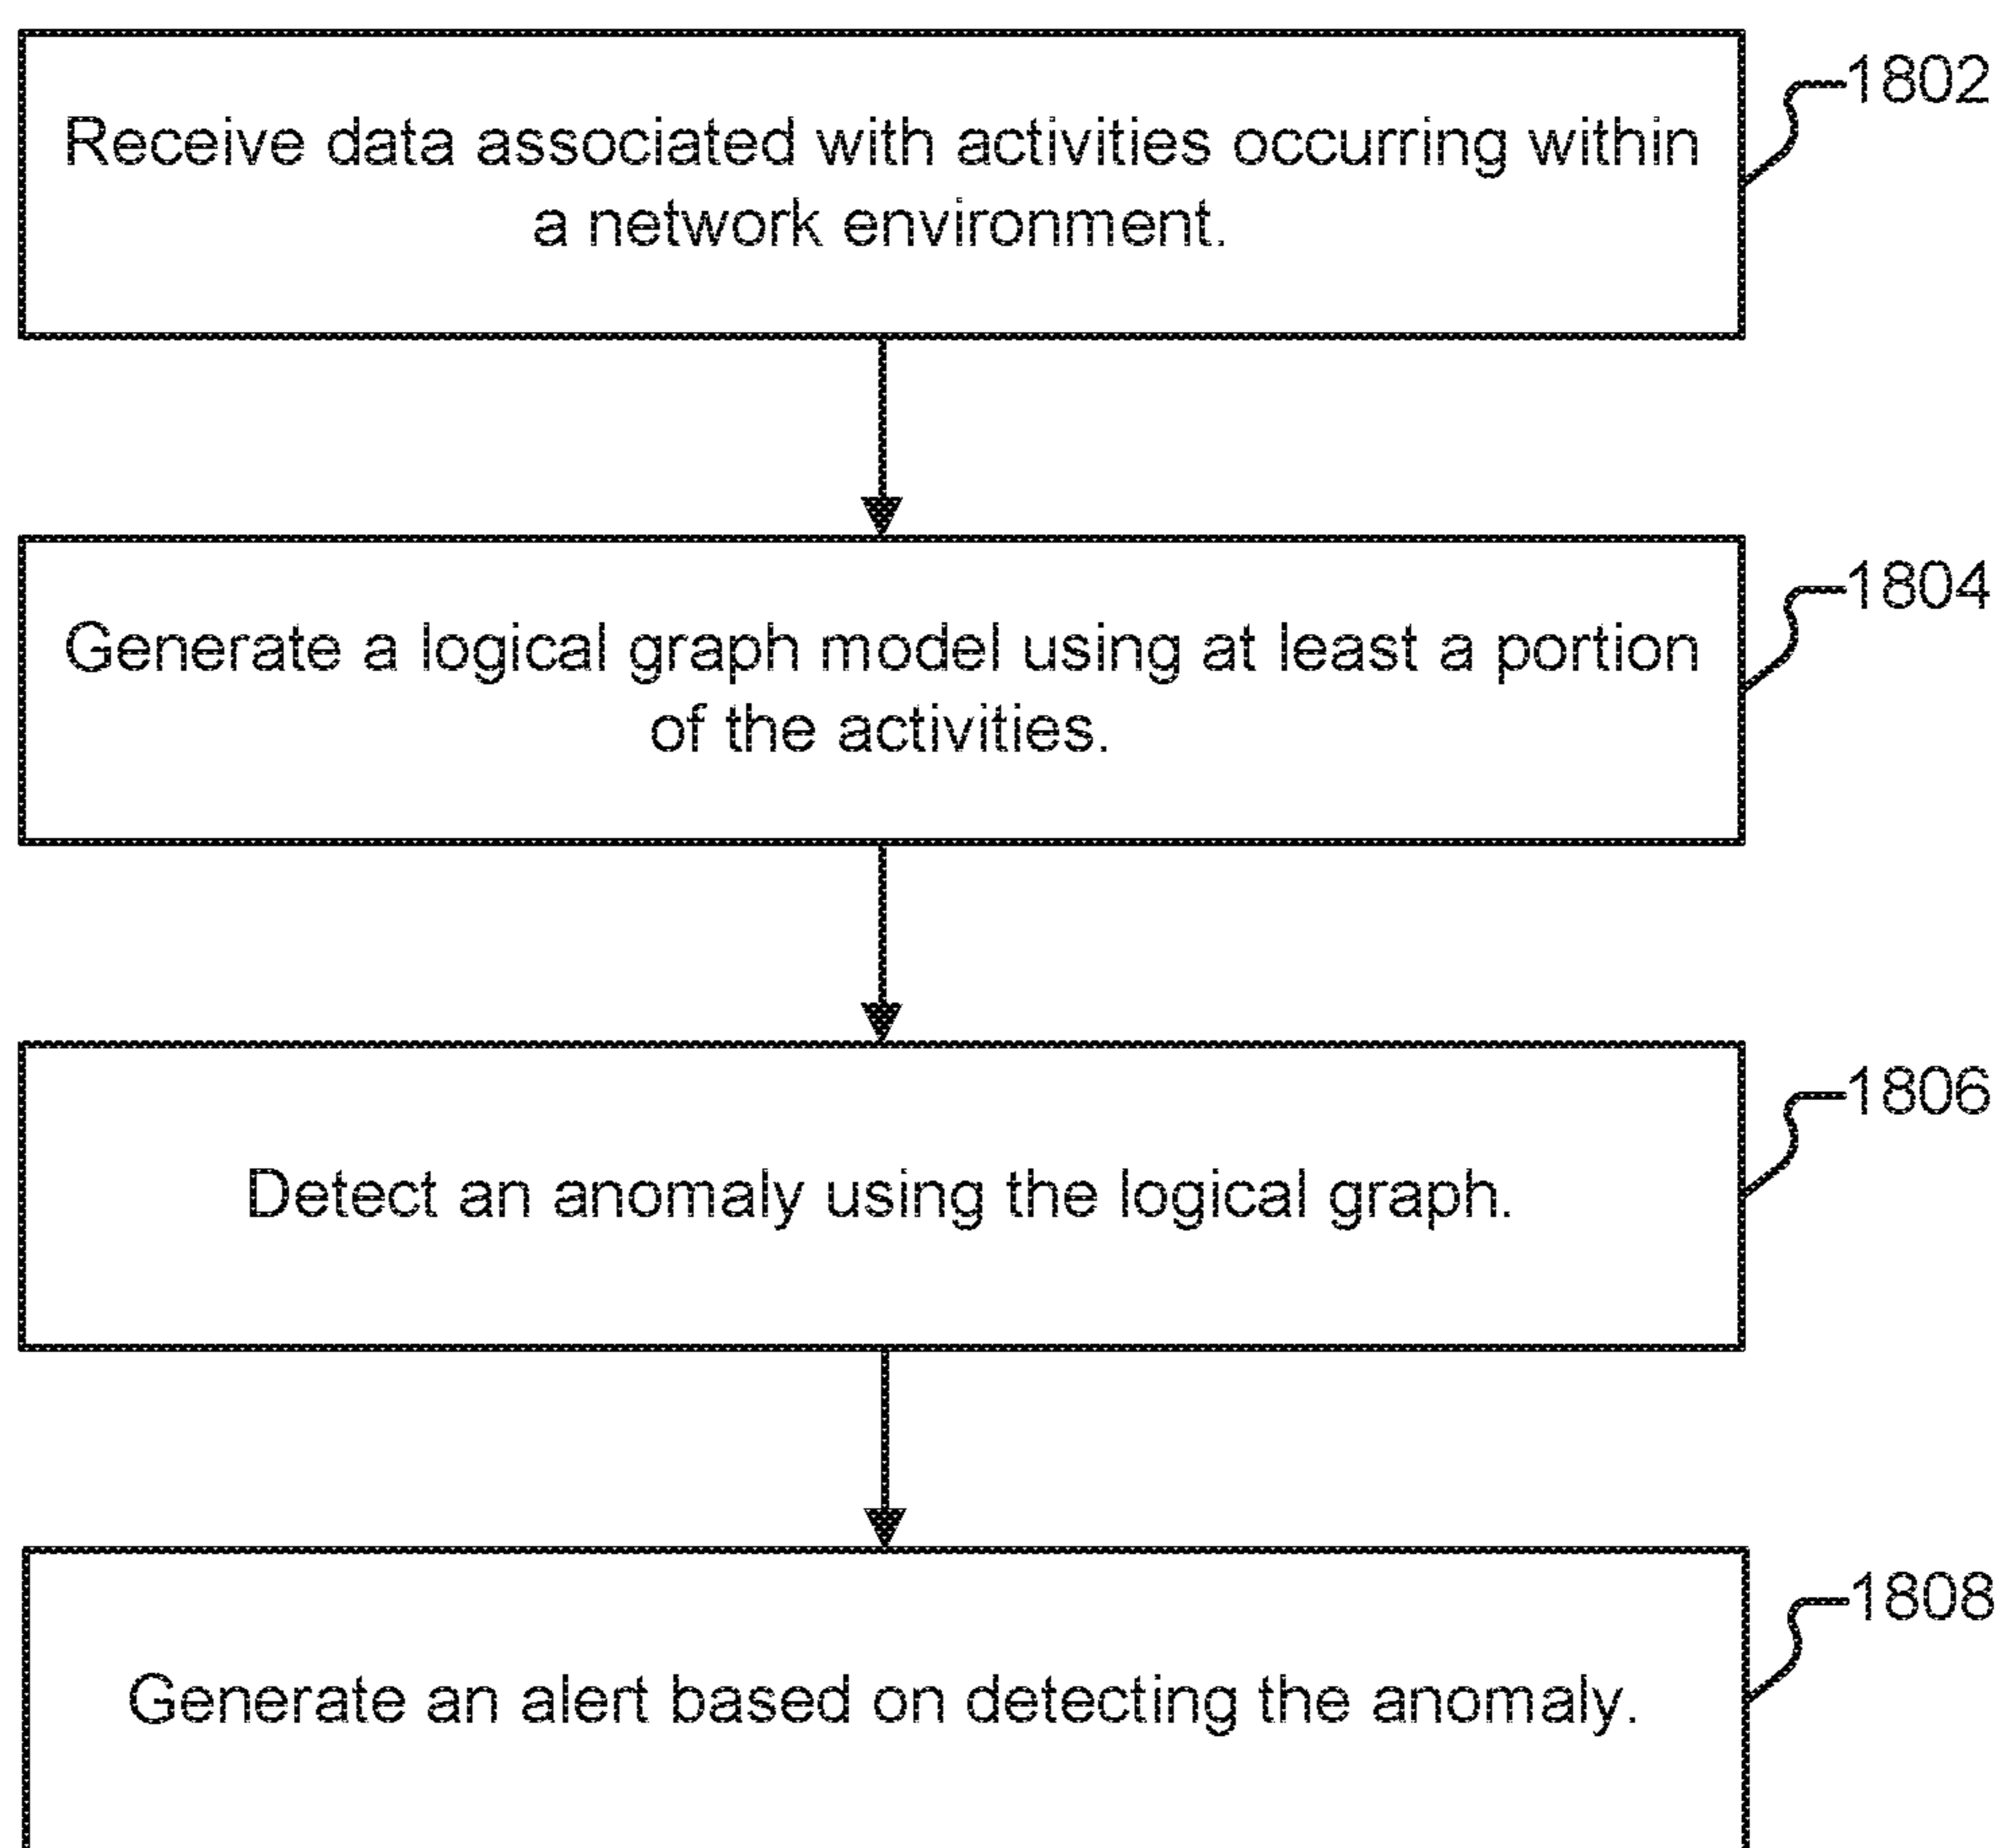 1802
Receive data associated with activities occurring within
a network environment.
1804
Generate a logical graph model using at least a portion
of the activities.
1806
Detect an anomaly using the logical graph.
1808
Generate an alert based on detecting the anomaly.